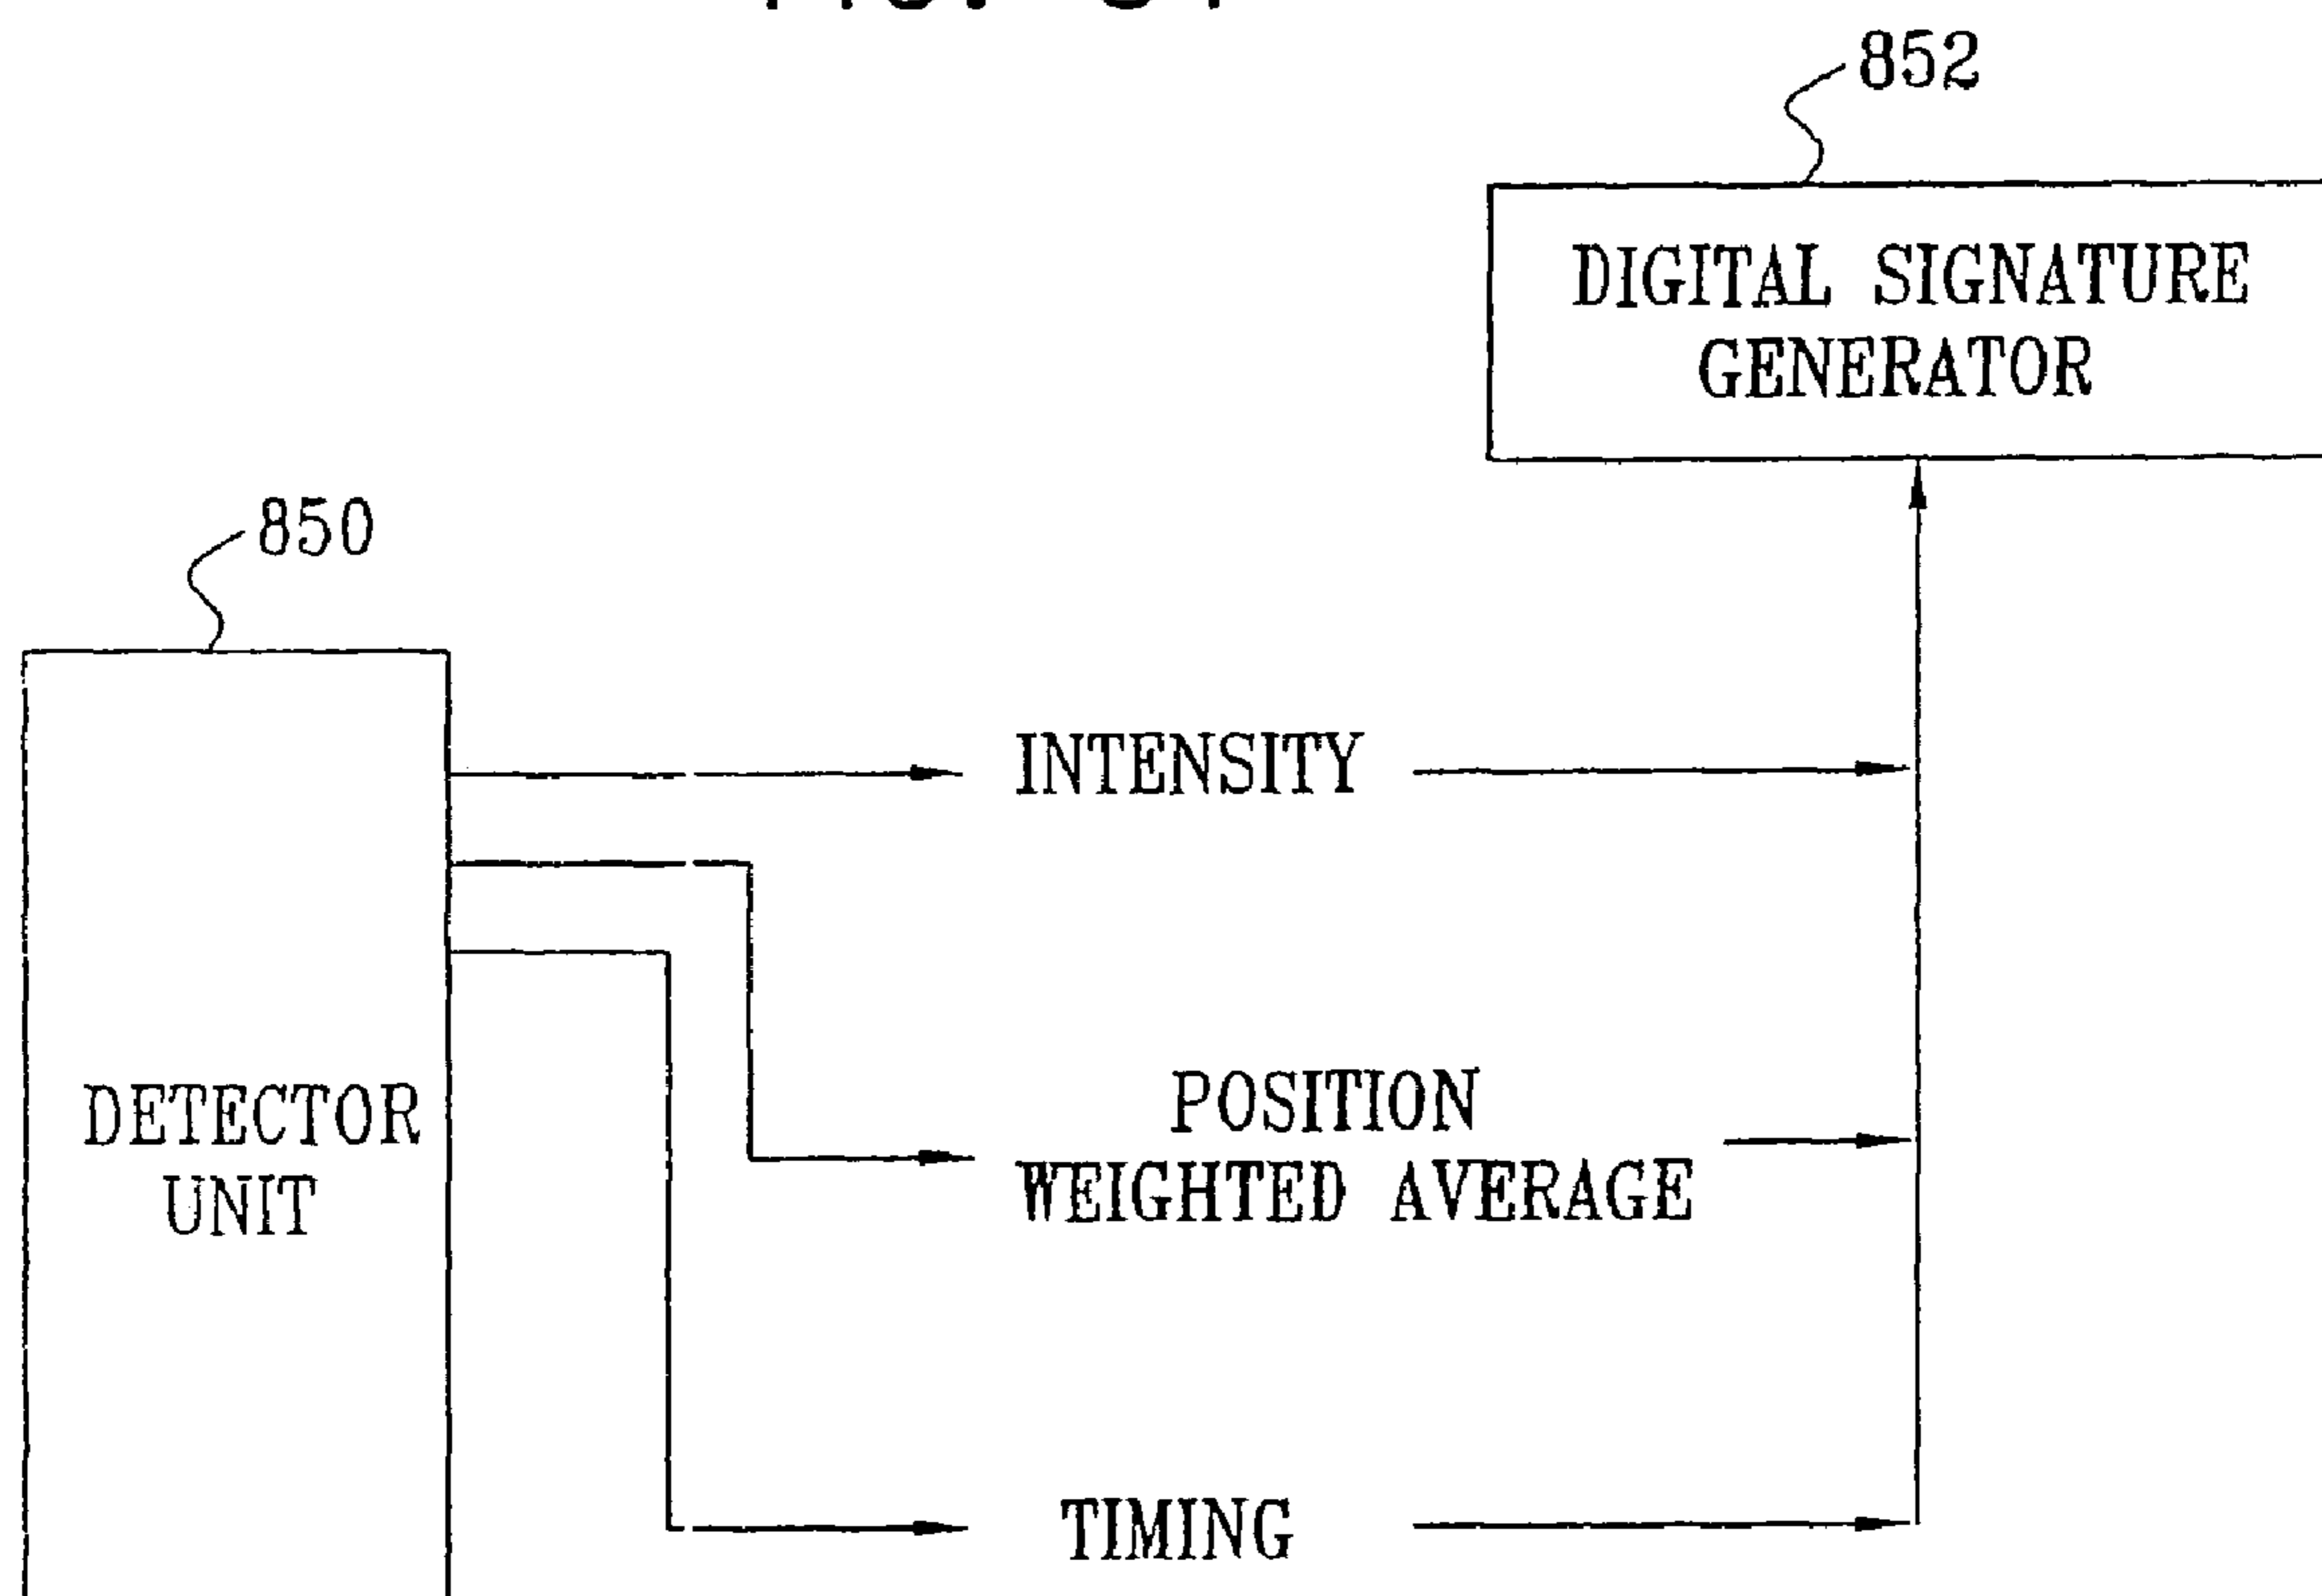 852
DIGITAL SIGNATURE
GENERATOR
850
INTENSITY
POSITION
WEIGHTED AVERAGE
DETECTOR
UNIT
TIMING